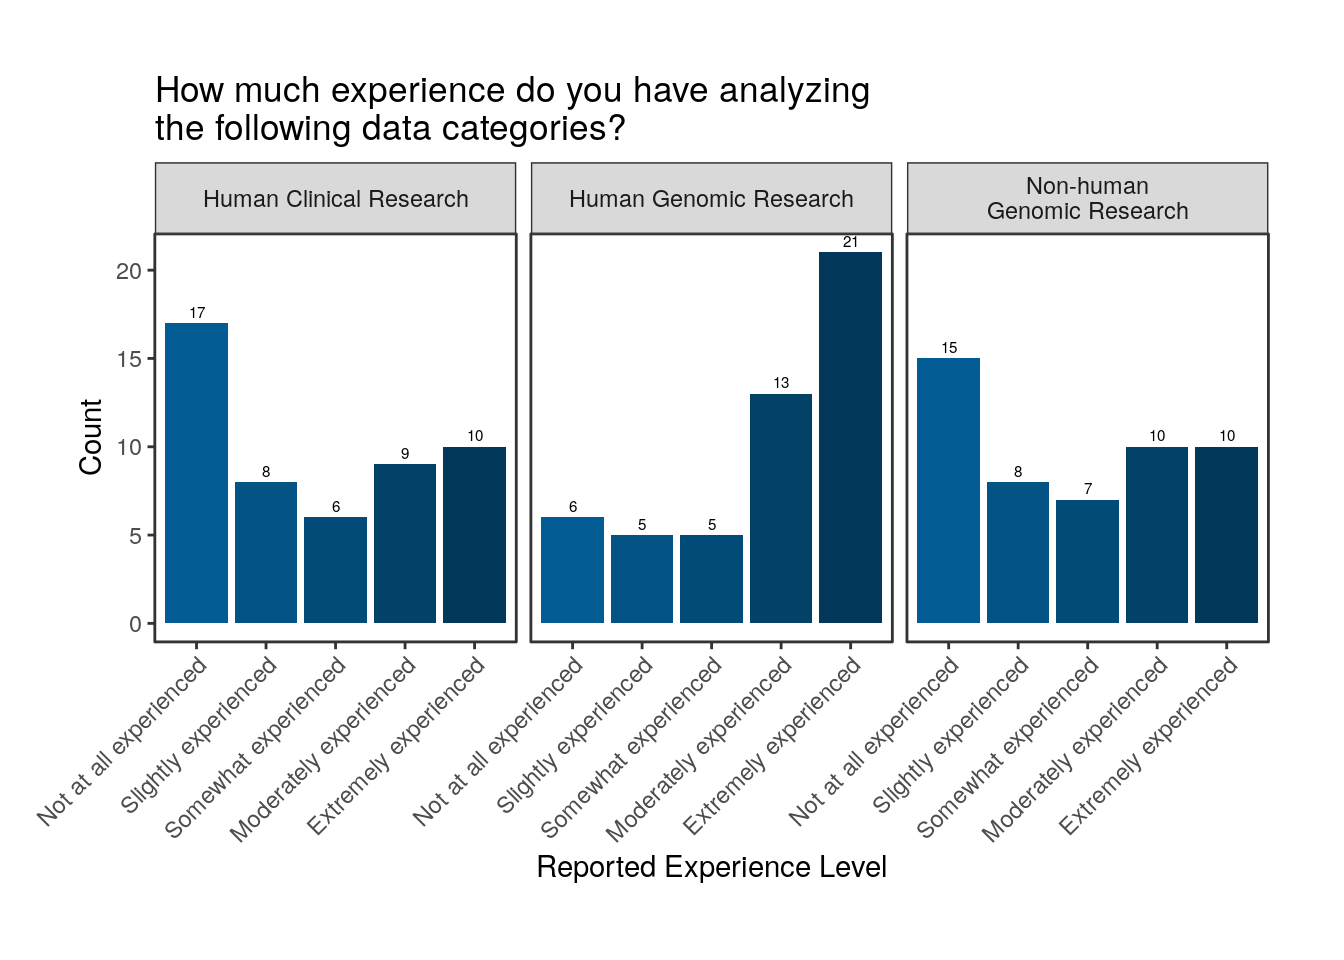 How much experience do you have analyzing
the following data categories?
Human Clinical Research
Human Genomic Research
Non-human
Genomic Research
Count
20
15
10
5
0
17
8
6
9
10
6
5
5
13
21
15
8
7
10
10
Not at all experienced
Slightly experienced
Somewhat experienced
Moderately experienced
Extremely experienced
Not at all experienced
Slightly experienced
Somewhat experienced
Moderately experienced
Extremely experienced
Not at all experienced
Slightly experienced
Somewhat experienced
Moderately experienced
Extremely experienced
Reported Experience Level